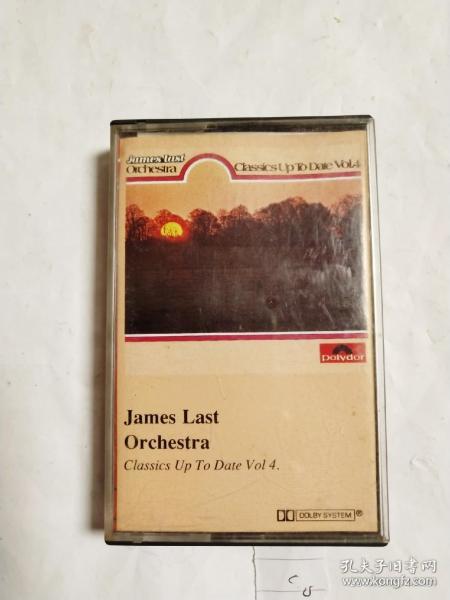 James Last
Orchestra
Classics Up To Date Vol.4
polydor
James Last
Orchestra
Classics Up To Date Vol 4.
DOLBY SYSTEM ®
孔夫子旧书网
www.kongfz.com